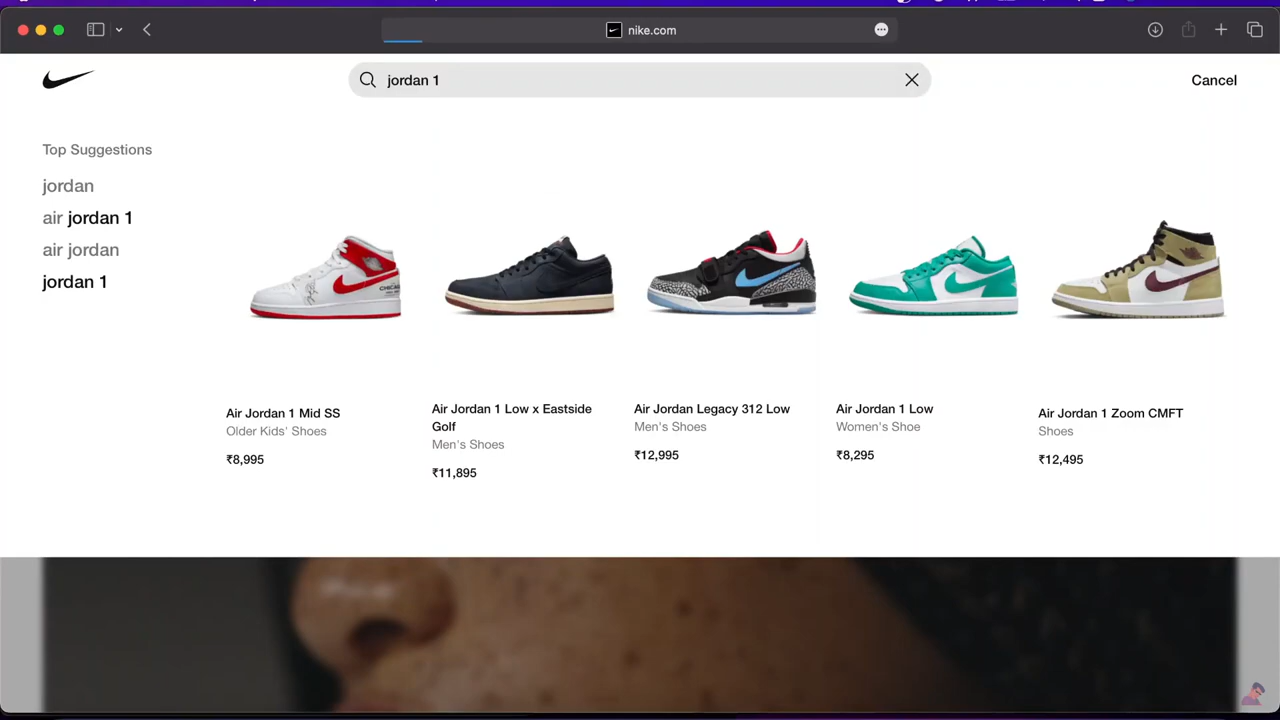 nike.com
jordan 1
Cancel
Top Suggestions
jordan
air jordan 1
air jordan
jordan 1
Air Jordan 1 Mid SS
Older Kids' Shoes
₹8,995
Air Jordan 1 Low x Eastside
Golf
Men's Shoes
₹11,895
Air Jordan Legacy 312 Low
Men's Shoes
₹12,995
Air Jordan 1 Low
Women's Shoe
₹8,295
Air Jordan 1 Zoom CMFT
Shoes
₹12,495